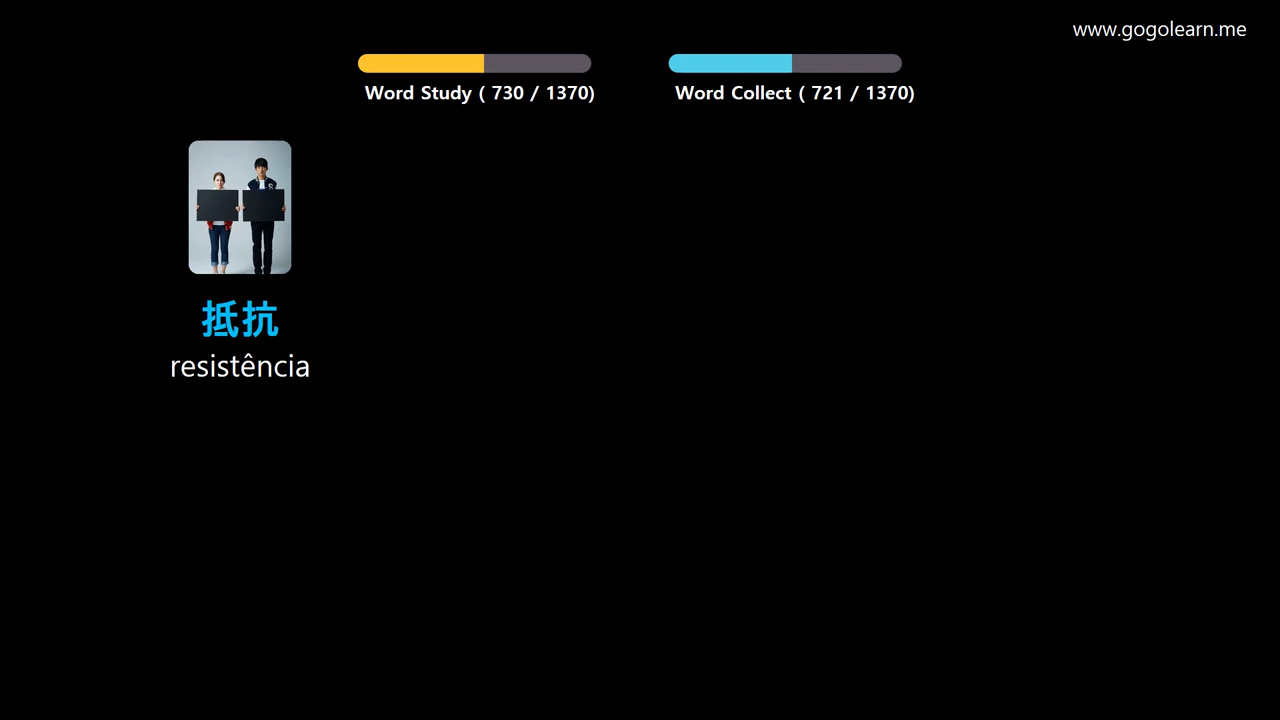 www.gogolearn.me
Word Study ( 730 / 1370)
Word Collect ( 721 / 1370)
抵抗
resistência